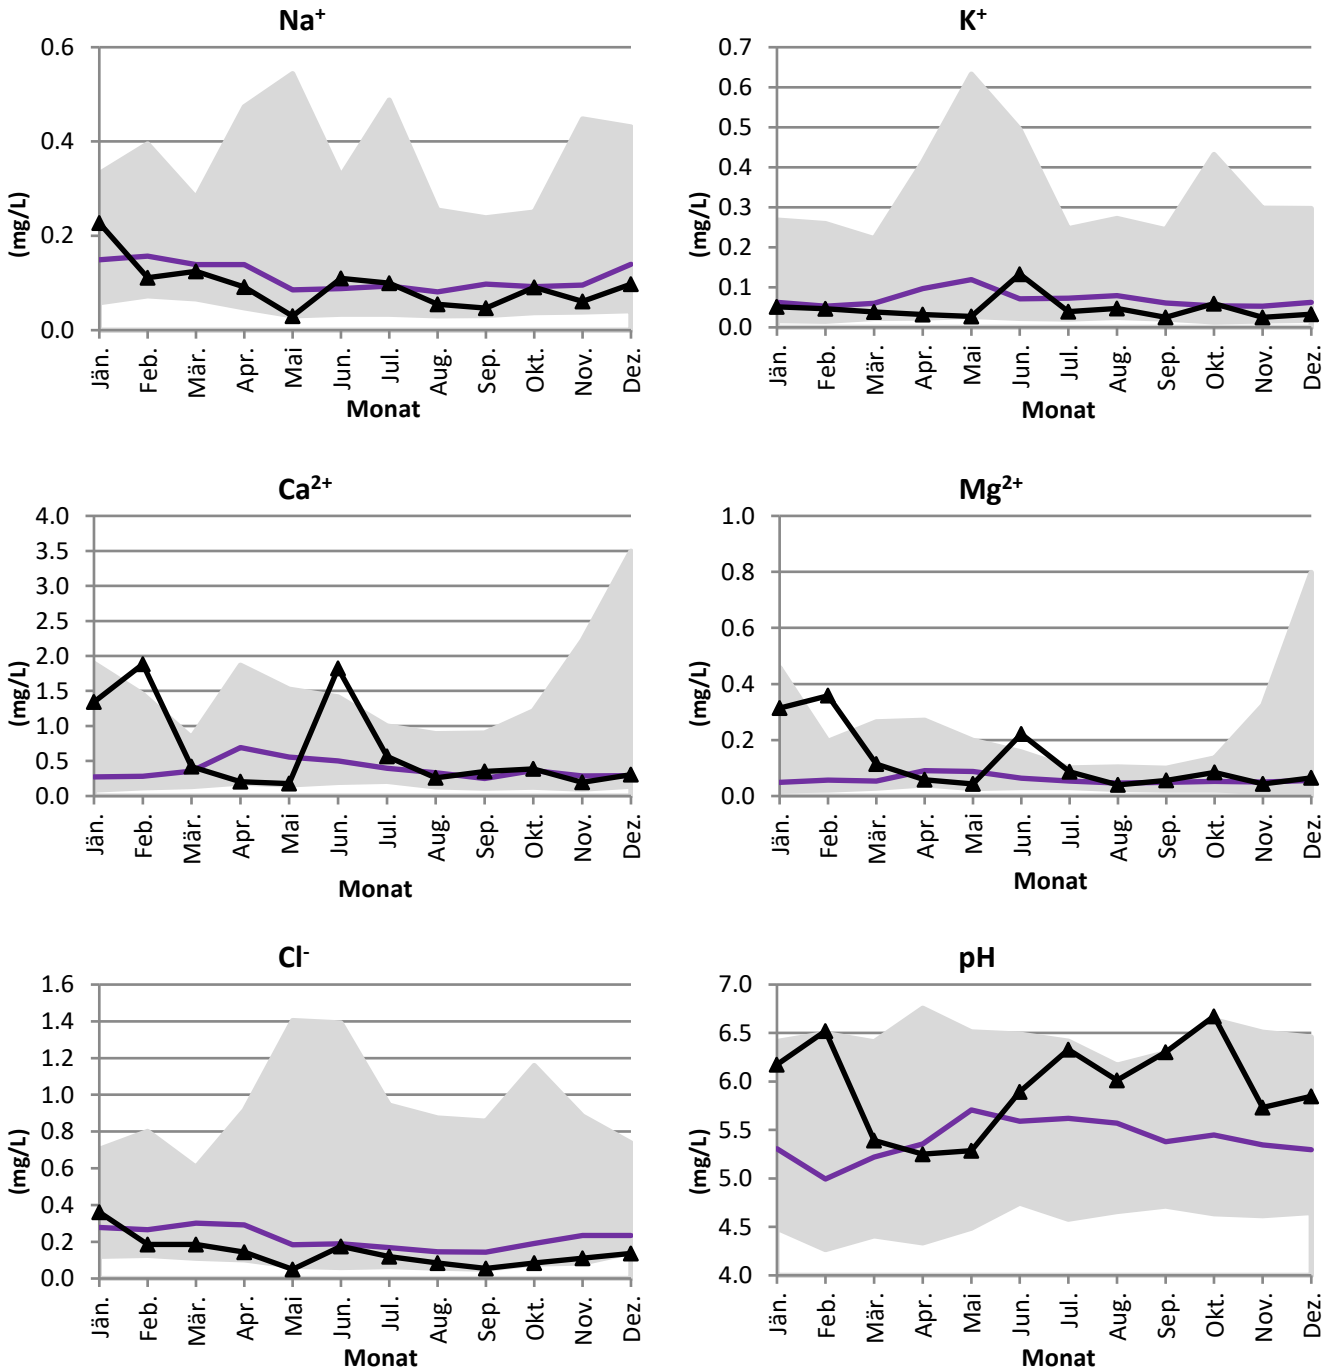 Na⁺
0.6
0.4
0.2
0.0
(mg/L)
Jän. Feb. Mär. Apr. Mai Jun. Jul. Aug. Sep. Okt. Nov. Dez.
Monat
K⁺
0.7
0.6
0.5
0.4
0.3
0.2
0.1
0.0
(mg/L)
Jän. Feb. Mär. Apr. Mai Jun. Jul. Aug. Sep. Okt. Nov. Dez.
Monat
Ca²⁺
4.0
3.5
3.0
2.5
2.0
1.5
1.0
0.5
0.0
(mg/L)
Jän. Feb. Mär. Apr. Mai Jun. Jul. Aug. Sep. Okt. Nov. Dez.
Monat
Mg²⁺
1.0
0.8
0.6
0.4
0.2
0.0
(mg/L)
Jän. Feb. Mär. Apr. Mai Jun. Jul. Aug. Sep. Okt. Nov. Dez.
Monat
Cl⁻
1.6
1.4
1.2
1.0
0.8
0.6
0.4
0.2
0.0
(mg/L)
Jän. Feb. Mär. Apr. Mai Jun. Jul. Aug. Sep. Okt. Nov. Dez.
Monat
pH
7.0
6.5
6.0
5.5
5.0
4.5
4.0
(mg/L)
Jän. Feb. Mär. Apr. Mai Jun. Jul. Aug. Sep. Okt. Nov. Dez.
Monat